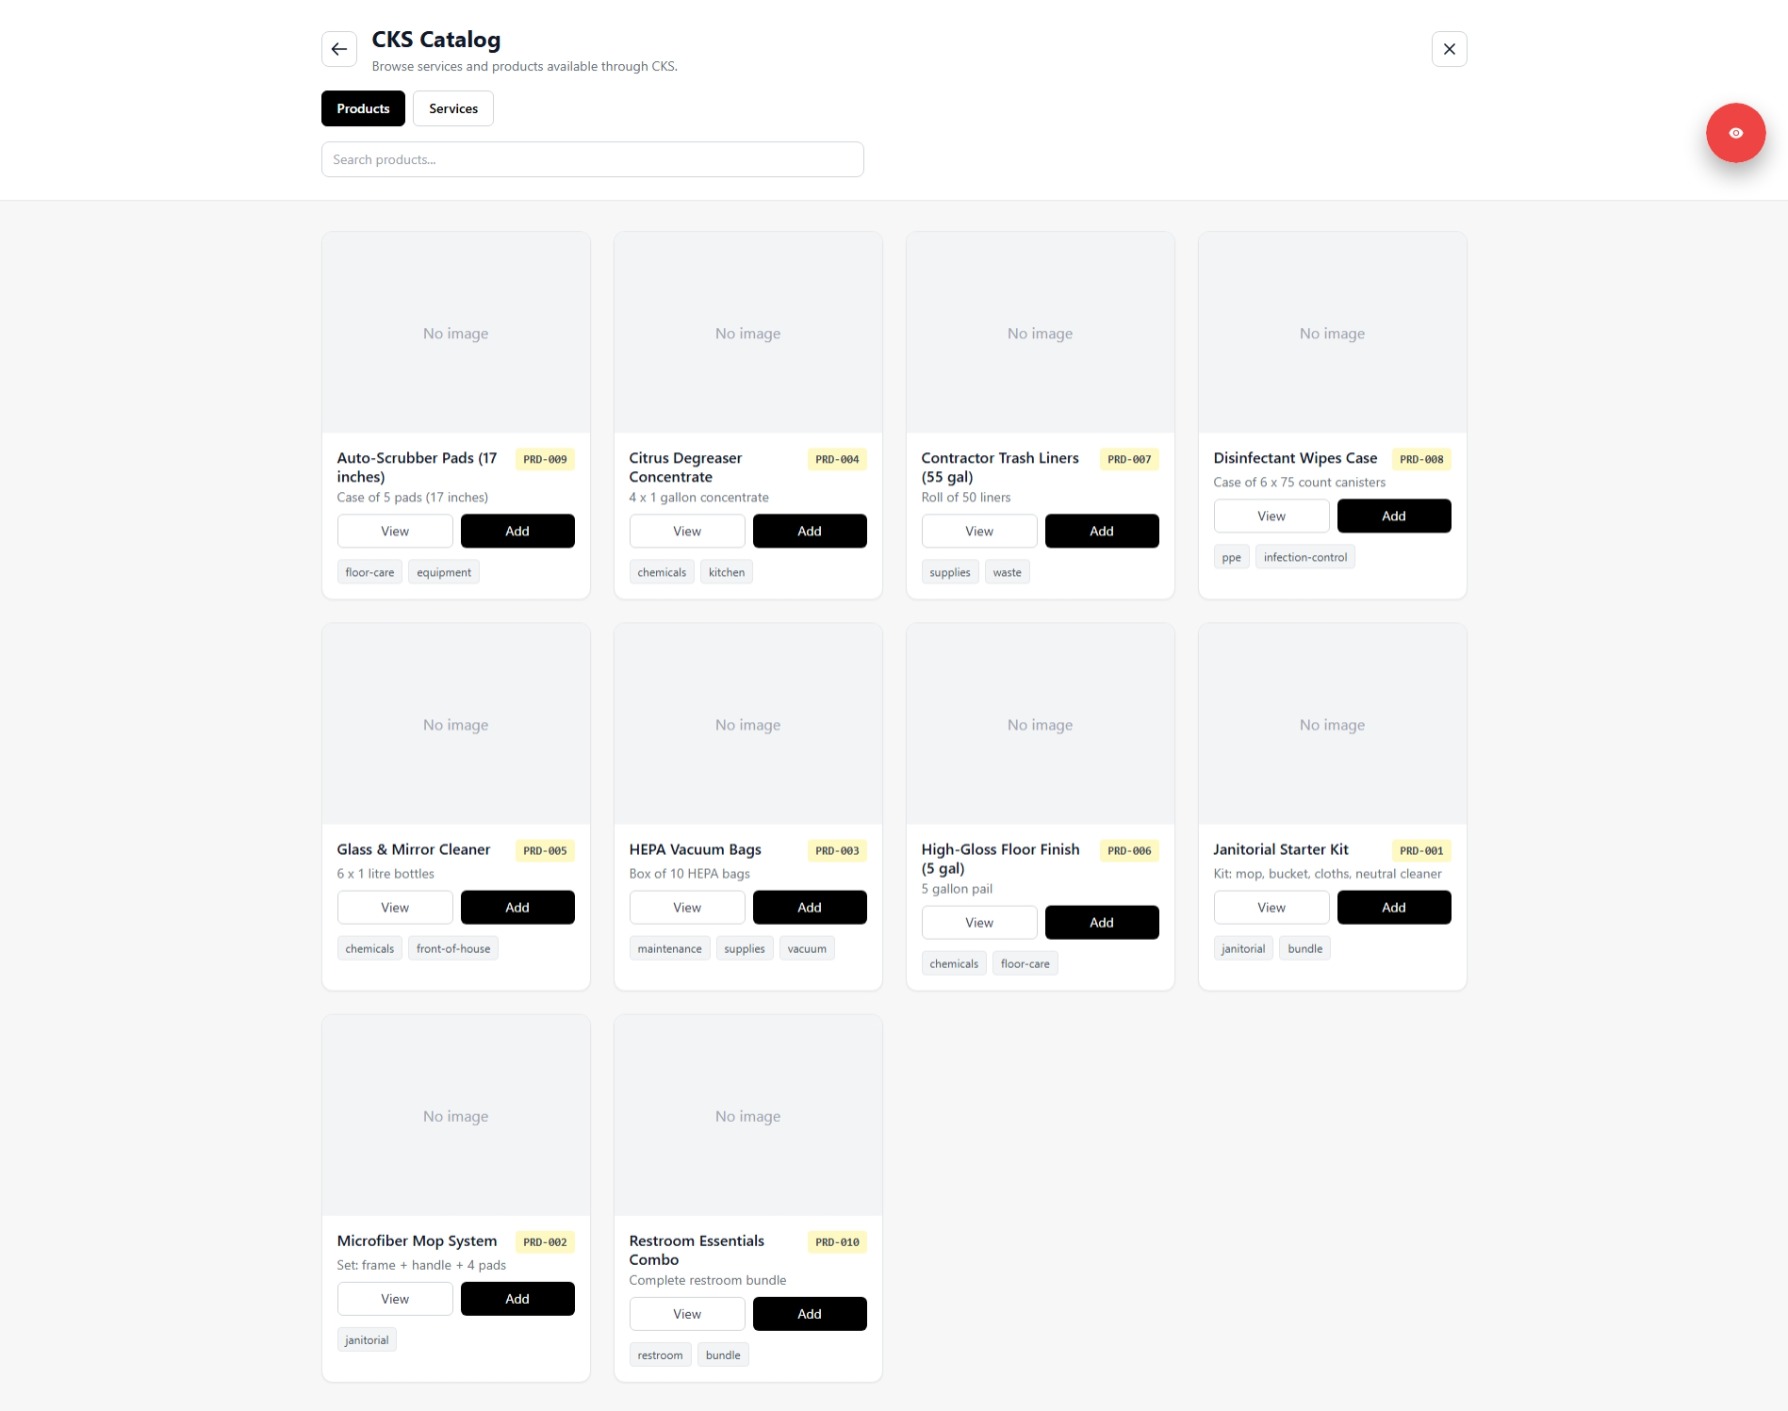 CKS Catalog
Browse services and products available through CKS.
Products
Services
Search products...
No image
No image
No image
No image
Auto-Scrubber Pads (17
inches)
PRD-009
Case of 5 pads (17 inches)
View
Add
floor-care
equipment
Citrus Degreaser
Concentrate
PRD-004
4 x 1 gallon concentrate
View
Add
chemicals
kitchen
Contractor Trash Liners
(55 gal)
PRD-007
Roll of 50 liners
View
Add
supplies
waste
Disinfectant Wipes Case
PRD-008
Case of 6 x 75 count canisters
View
Add
ppe
infection-control
No image
No image
No image
No image
Glass & Mirror Cleaner
PRD-005
6 x 1 litre bottles
View
Add
chemicals
front-of-house
HEPA Vacuum Bags
PRD-003
Box of 10 HEPA bags
View
Add
maintenance
supplies
vacuum
High-Gloss Floor Finish
(5 gal)
PRD-006
5 gallon pail
View
Add
chemicals
floor-care
Janitorial Starter Kit
PRD-001
Kit: mop, bucket, cloths, neutral cleaner
View
Add
janitorial
bundle
No image
No image
Microfiber Mop System
PRD-002
Set: frame + handle + 4 pads
View
Add
janitorial
Restroom Essentials
Combo
PRD-010
Complete restroom bundle
View
Add
restroom
bundle